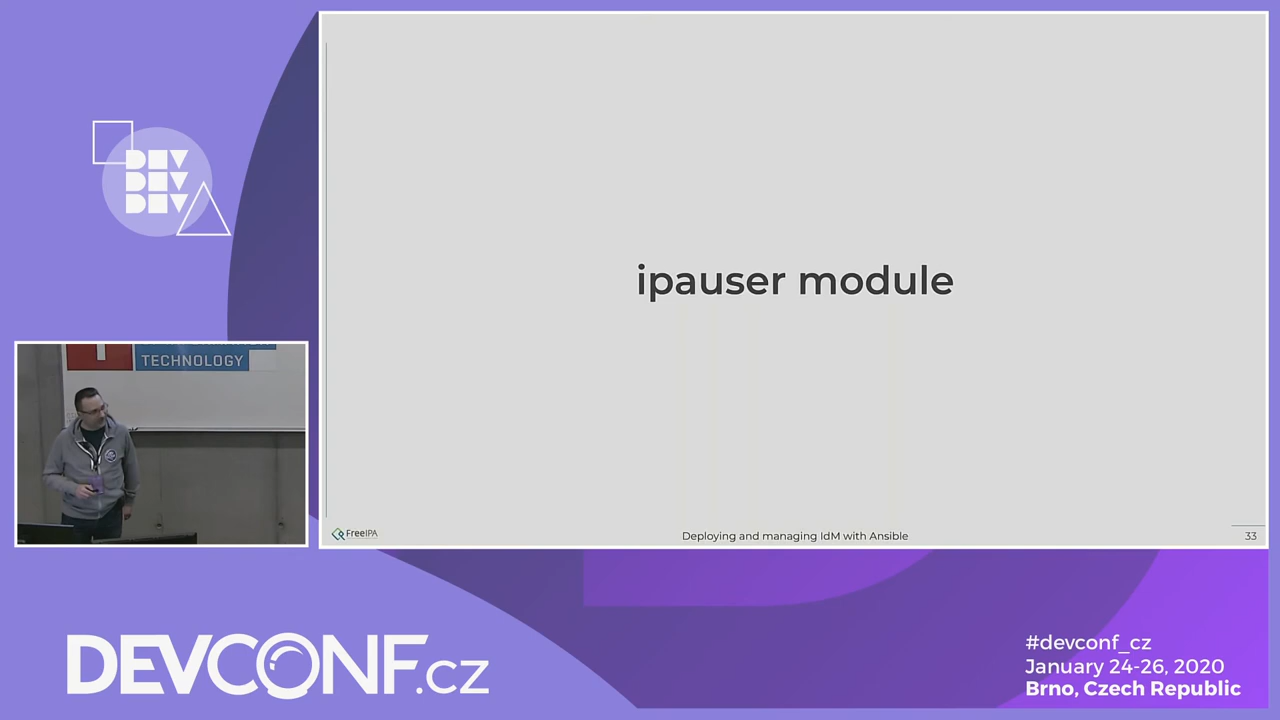 DEV
DEV
DEV
ipauser module
TECHNOLOGY
FreeIPA
Deploying and managing IdM with Ansible
33
DEVCONF.cz
#devconf_cz
January 24-26, 2020
Brno, Czech Republic